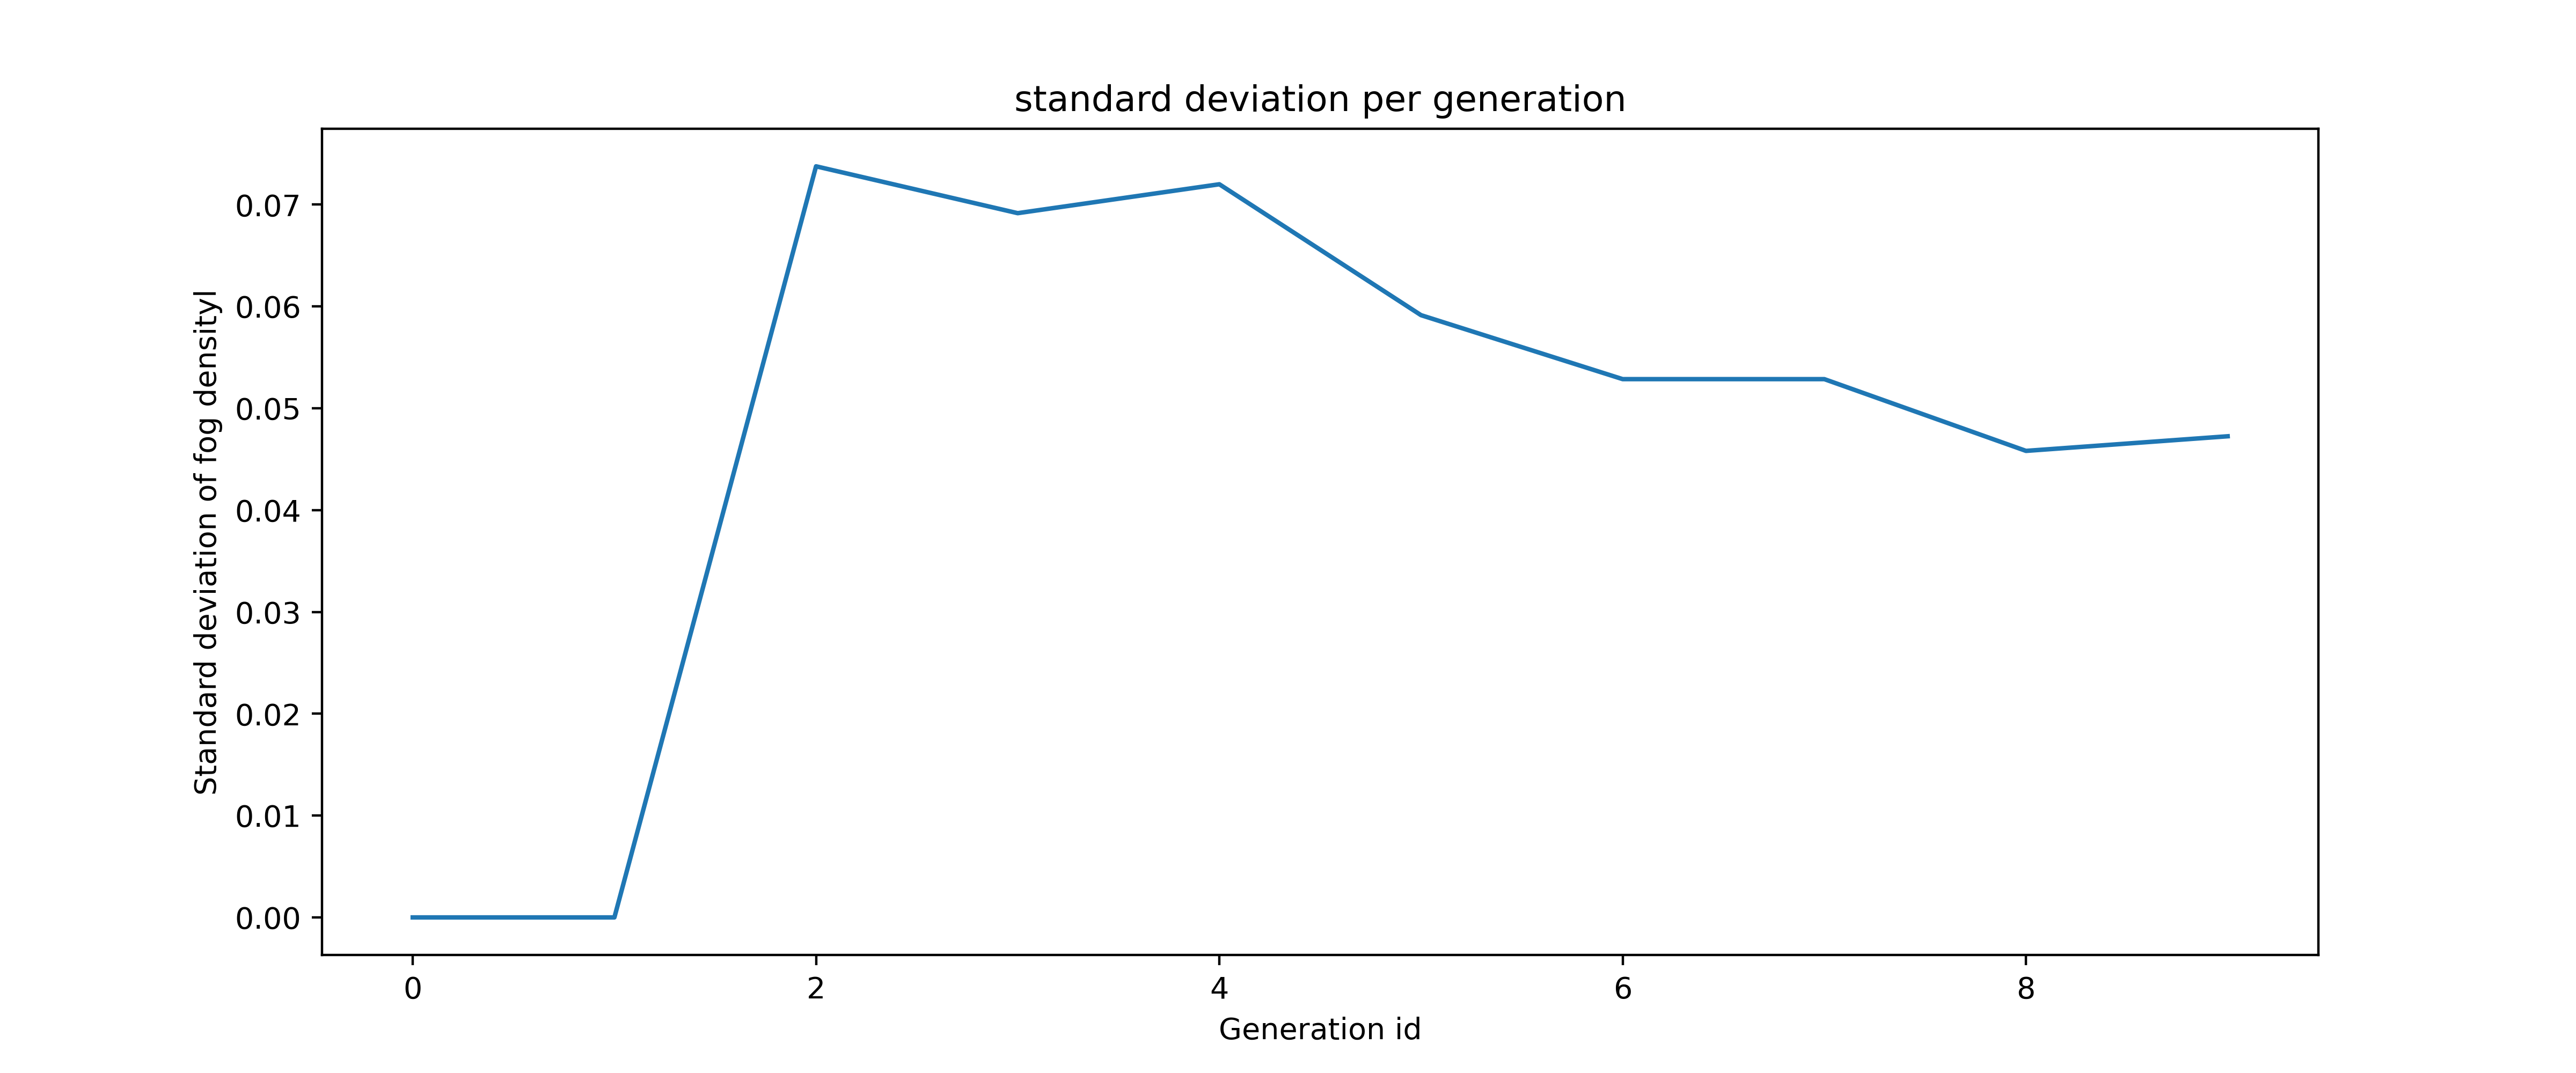 standard deviation per generation
Standard deviation of fog densityl
0.07
0.06
0.05
0.04
0.03
0.02
0.01
0.00
0 2 4 6 8
Generation id